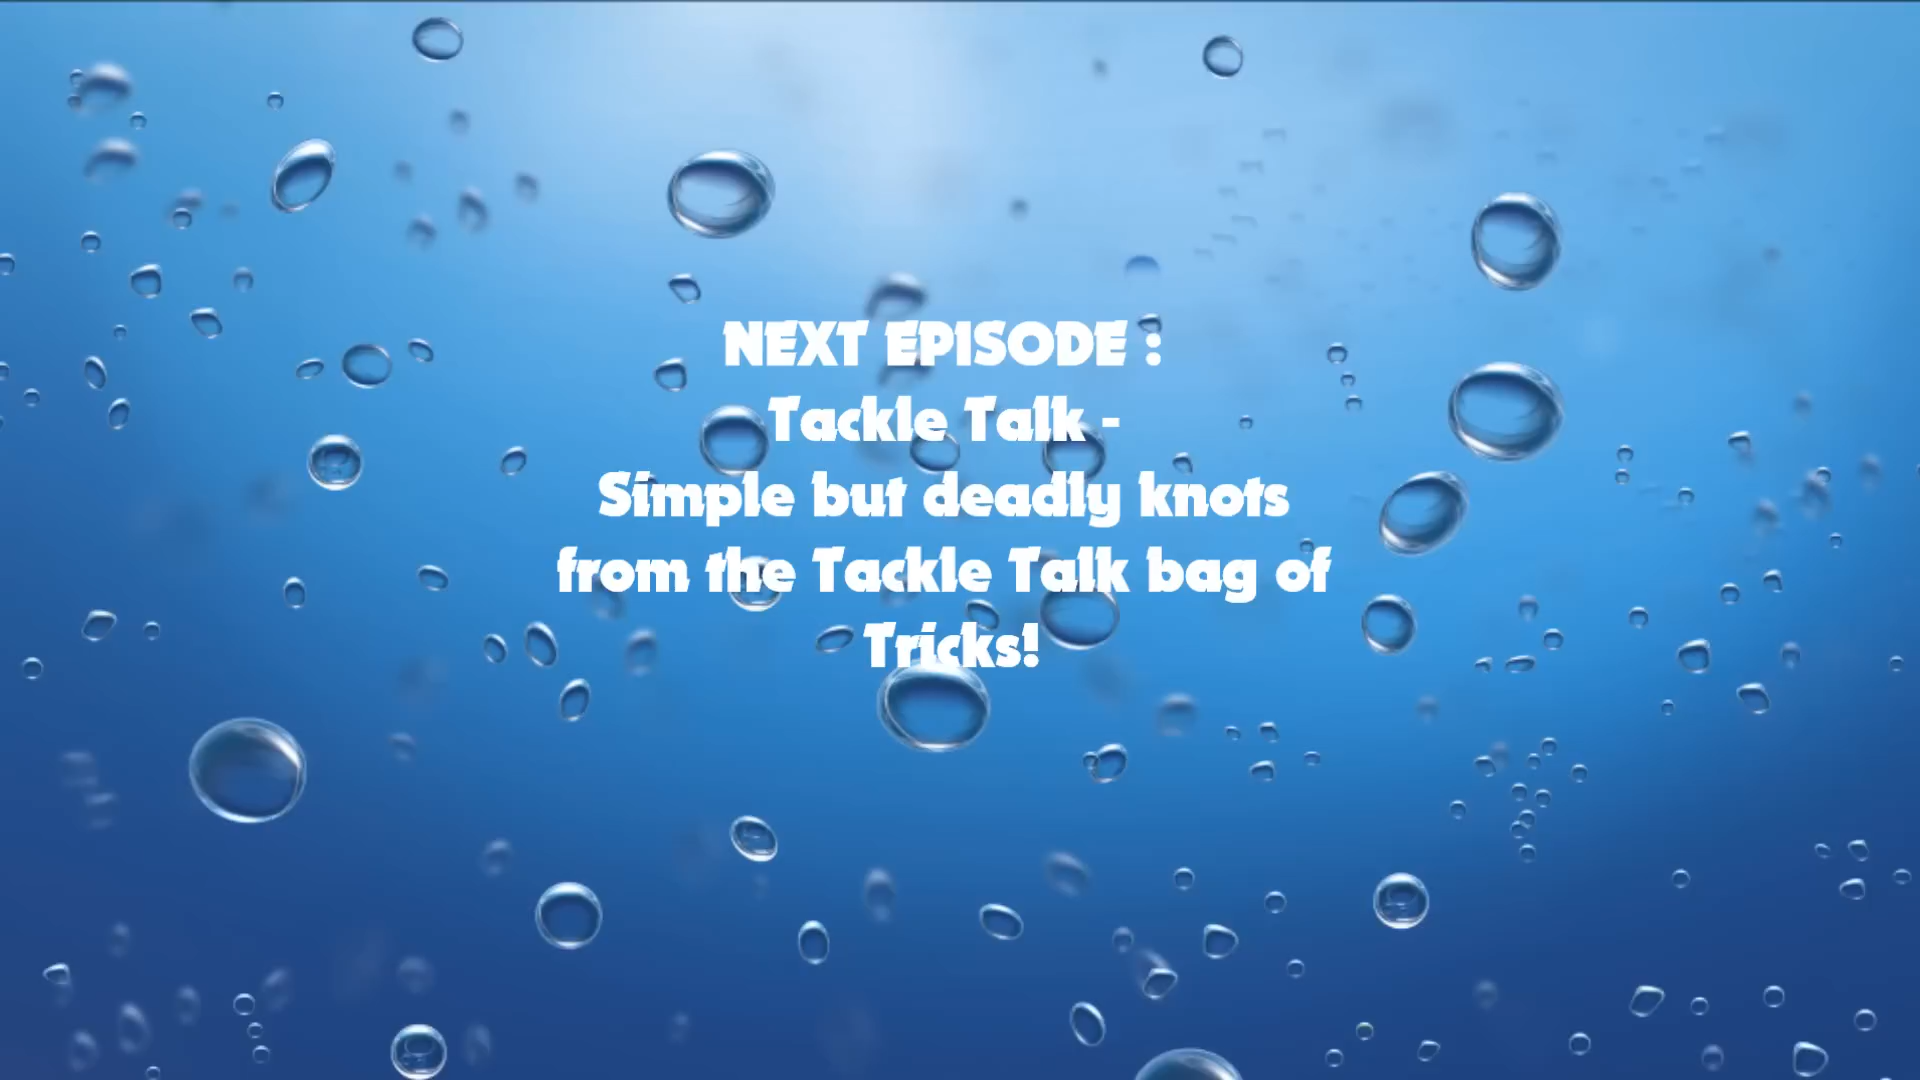 NEXT EPISODE :
Tackle Talk -
Simple but deadly knots
from the Tackle Talk bag of
Tricks!